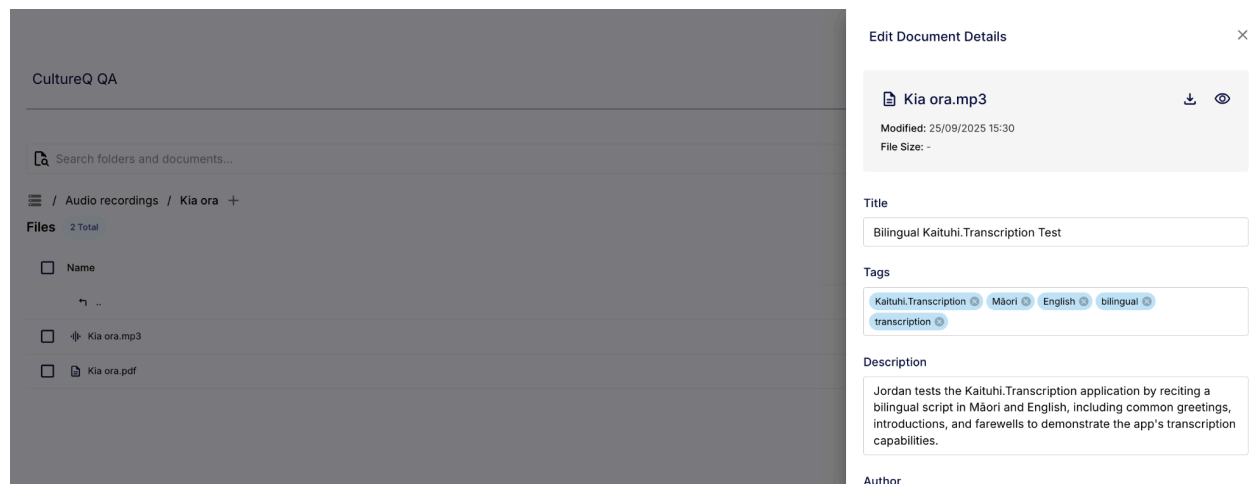 CultureQ QA
Search folders and documents...
/ Audio recordings / Kia ora +
Files 2 Total
Name
..
Kia ora.mp3
Kia ora.pdf
Edit Document Details
Kia ora.mp3
Modified: 25/09/2025 15:30
File Size: -
Title
Bilingual Kaituhi.Transcription Test
Tags
Kaituhi.Transcription Māori English bilingual
transcription
Description
Jordan tests the Kaituhi.Transcription application by reciting a
bilingual script in Māori and English, including common greetings,
introductions, and farewells to demonstrate the app's transcription
capabilities.
Author